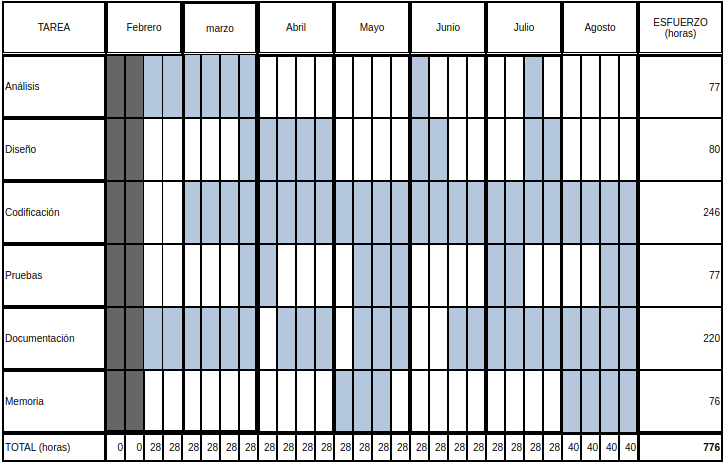 TAREA Febrero marzo Abril Mayo Junio Julio Agosto ESFUERZO
(horas)
Análisis 77
Diseño 80
Codificación 246
Pruebas 77
Documentación 220
Memoria 76
TOTAL (horas) 0 0 28 28 28 28 28 28 28 28 28 28 28 28 28 28 28 28 28 28 28 28 28 28 40 40 40 40 776